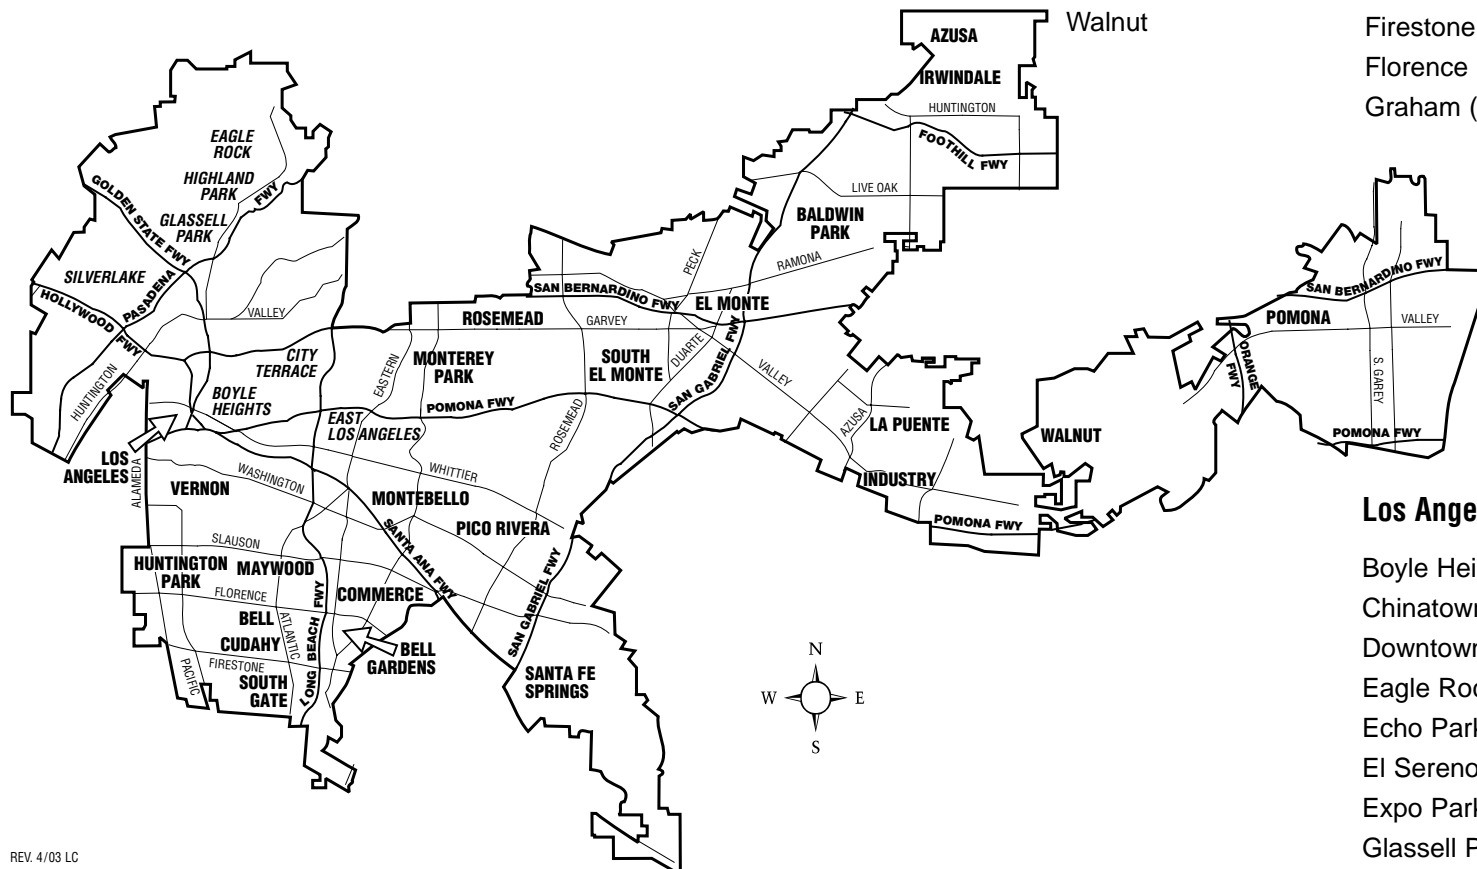 Walnut
Firestone
Florence
Graham (
AZUSA
IRWINDALE
HUNTINGTON
FOOTHILL FWY
LIVE OAK
BALDWIN
PARK
RAMONA
PECK
EAGLE
ROCK
HIGHLAND
PARK
GLASSELL
PARK
FWY
GOLDEN STATE FWY
SILVERLAKE
PASADENA
HOLLYWOOD FWY
VALLEY
HUNTINGTON
SAN BERNARDINO FWY
EL MONTE
ROSEMEAD
GARVEY
CITY
TERRACE
MONTEREY
PARK
EASTERN
SOUTH
EL MONTE
DUARTE
SAN GABRIEL FWY
VALLEY
BOYLE
HEIGHTS
POMONA FWY
EAST
LOS ANGELES
ROSEMEAD
AZUSA
LA PUENTE
INDUSTRY
POMONA FWY
WALNUT
SAN BERNARDINO FWY
POMONA
VALLEY
ORANGE
FWY
S. GAREY
POMONA FWY
LOS
ANGELES
ALAMEDA
VERNON
WASHINGTON
WHITTIER
MONTEBELLO
PICO RIVERA
SANTA ANA FWY
SLAUSON
HUNTINGTON
PARK
MAYWOOD
COMMERCE
FLORENCE
BELL
ATLANTIC
LONG BEACH FWY
CUDAHY
FIRESTONE
PACIFIC
SOUTH
GATE
BELL
GARDENS
SAN GABRIEL FWY
SANTA FE
SPRINGS
N
W
E
S
Los Ange
Boyle Hei
Chinatown
Downtown
Eagle Roc
Echo Park
El Sereno
Expo Park
Glassell P
REV. 4/03 LC